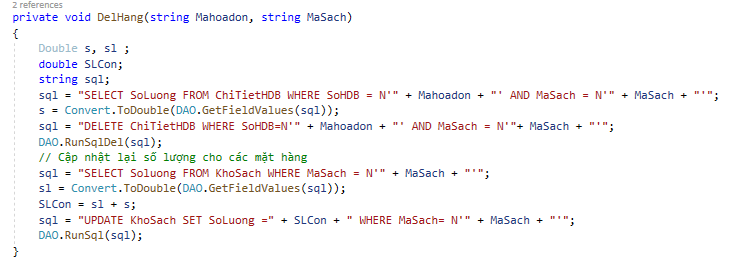 2 references
private void DelHang(string Mahoadon, string MaSach)
{
Double s, sl ;
double SLCon;
string sql;
sql = "SELECT SoLuong FROM ChiTietHDB WHERE SoHDB = N'" + Mahoadon + "' AND MaSach = N'" + MaSach + "'";
s = Convert.ToDouble(DAO.GetFieldValues(sql));
sql = "DELETE ChiTietHDB WHERE SoHDB=N'" + Mahoadon + "' AND MaSach = N'"+ MaSach + "'";
DAO.RunSqlDel(sql);
// Cập nhật lại số lượng cho các mặt hàng
sql = "SELECT Soluong FROM KhoSach WHERE MaSach = N'" + MaSach + "'";
sl = Convert.ToDouble(DAO.GetFieldValues(sql));
SLCon = sl + s;
sql = "UPDATE KhoSach SET SoLuong =" + SLCon + " WHERE MaSach= N'" + MaSach + "'";
DAO.RunSql(sql);
}